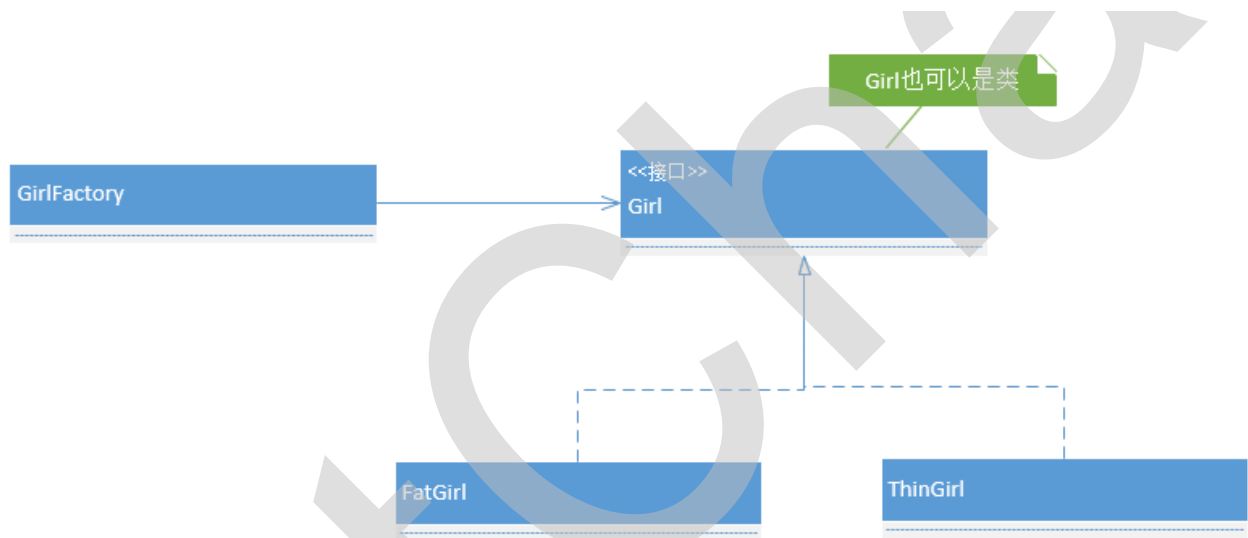 Girl也可以是类
<<接口>>
GirlFactory
Girl
FatGirl
ThinGirl